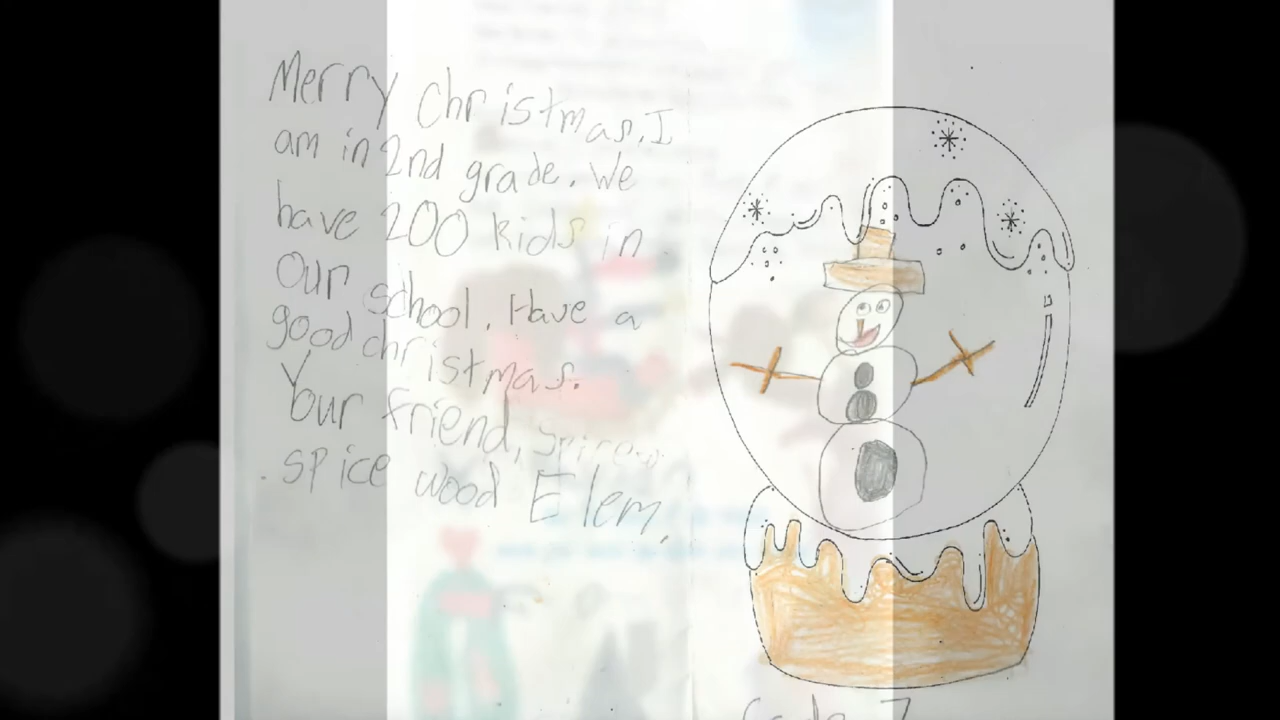 Merry Christmas. I
am in 2nd grade. We
have 200 kids in
our school. Have a
good christmas.
Your friend,
spice wood Elem.